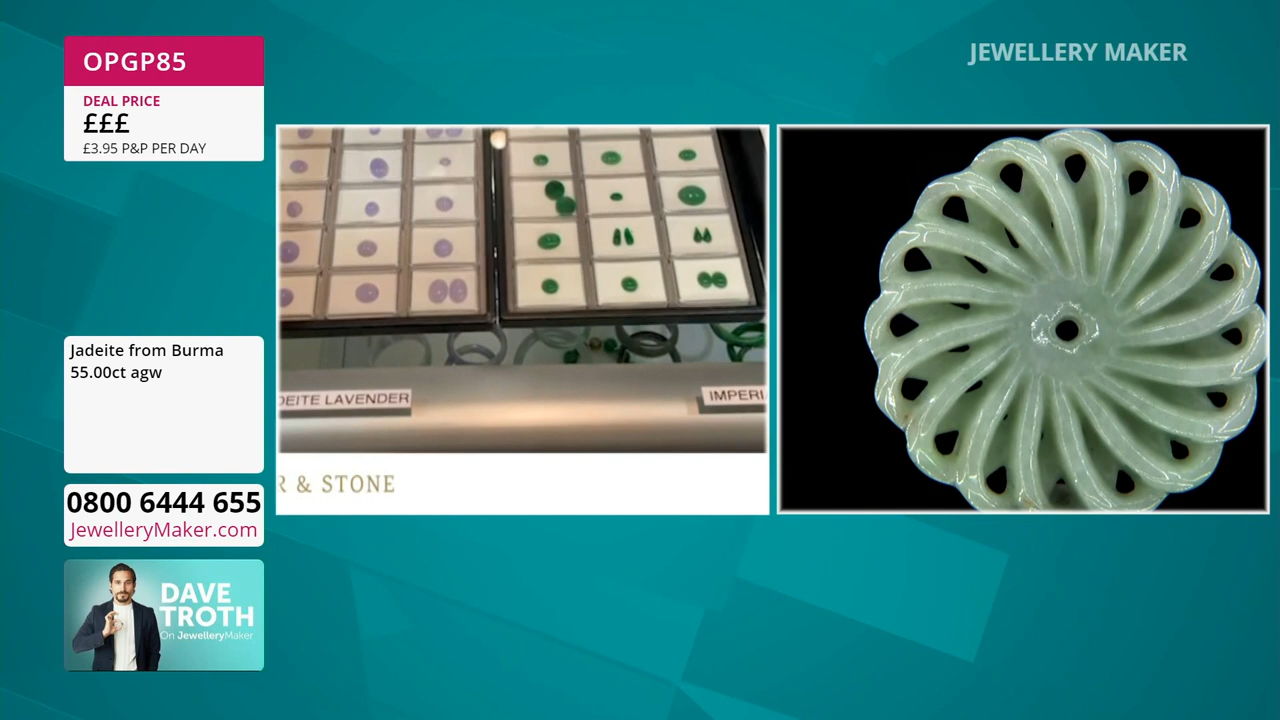 OPGP85
DEAL PRICE
£££
£3.95 P&P PER DAY
JEWELLERY MAKER
DEITE LAVENDER
IMPERI
R & STONE
Jadeite from Burma
55.00ct agw
0800 6444 655
JewelleryMaker.com
DAVE
TROTH
On JewelleryMaker